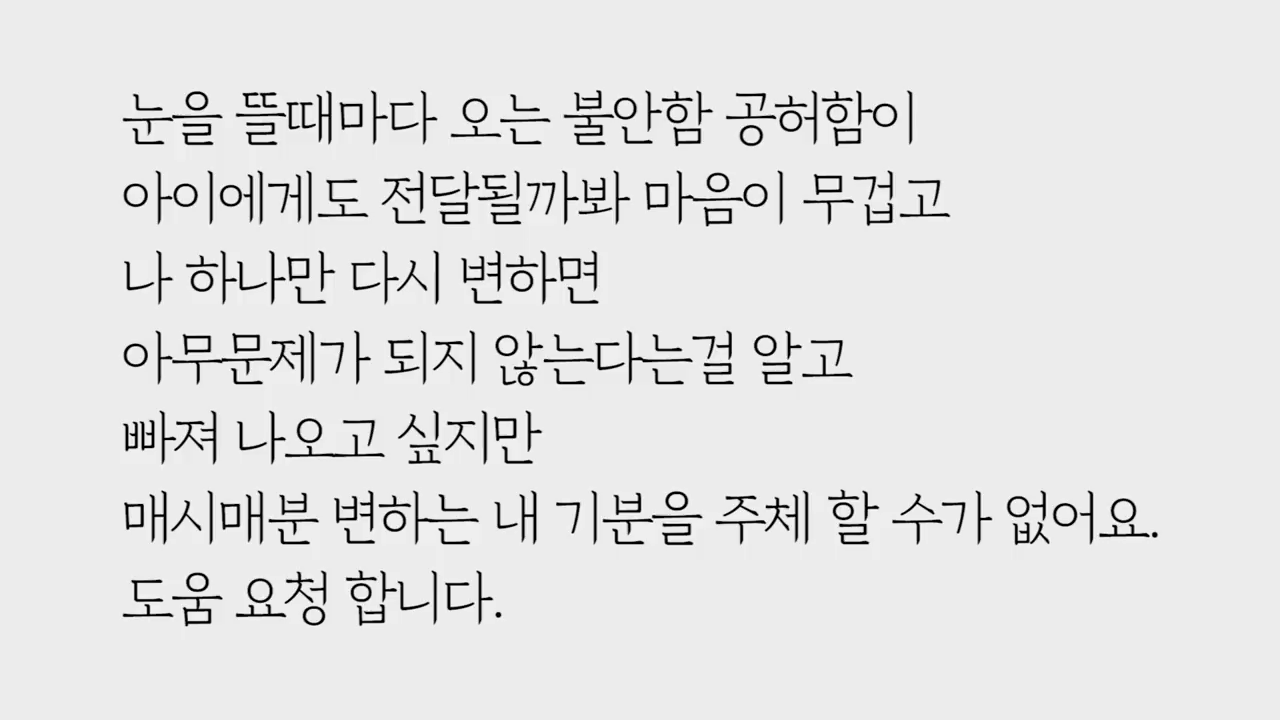 눈을 뜰때마다 오는 불안함 공허함이
아이에게도 전달될까봐 마음이 무겁고
나 하나만 다시 변하면
아무문제가 되지 않는다는걸 알고
빠져 나오고 싶지만
매시매분 변하는 내 기분을 주체 할 수가 없어요.
도움 요청 합니다.